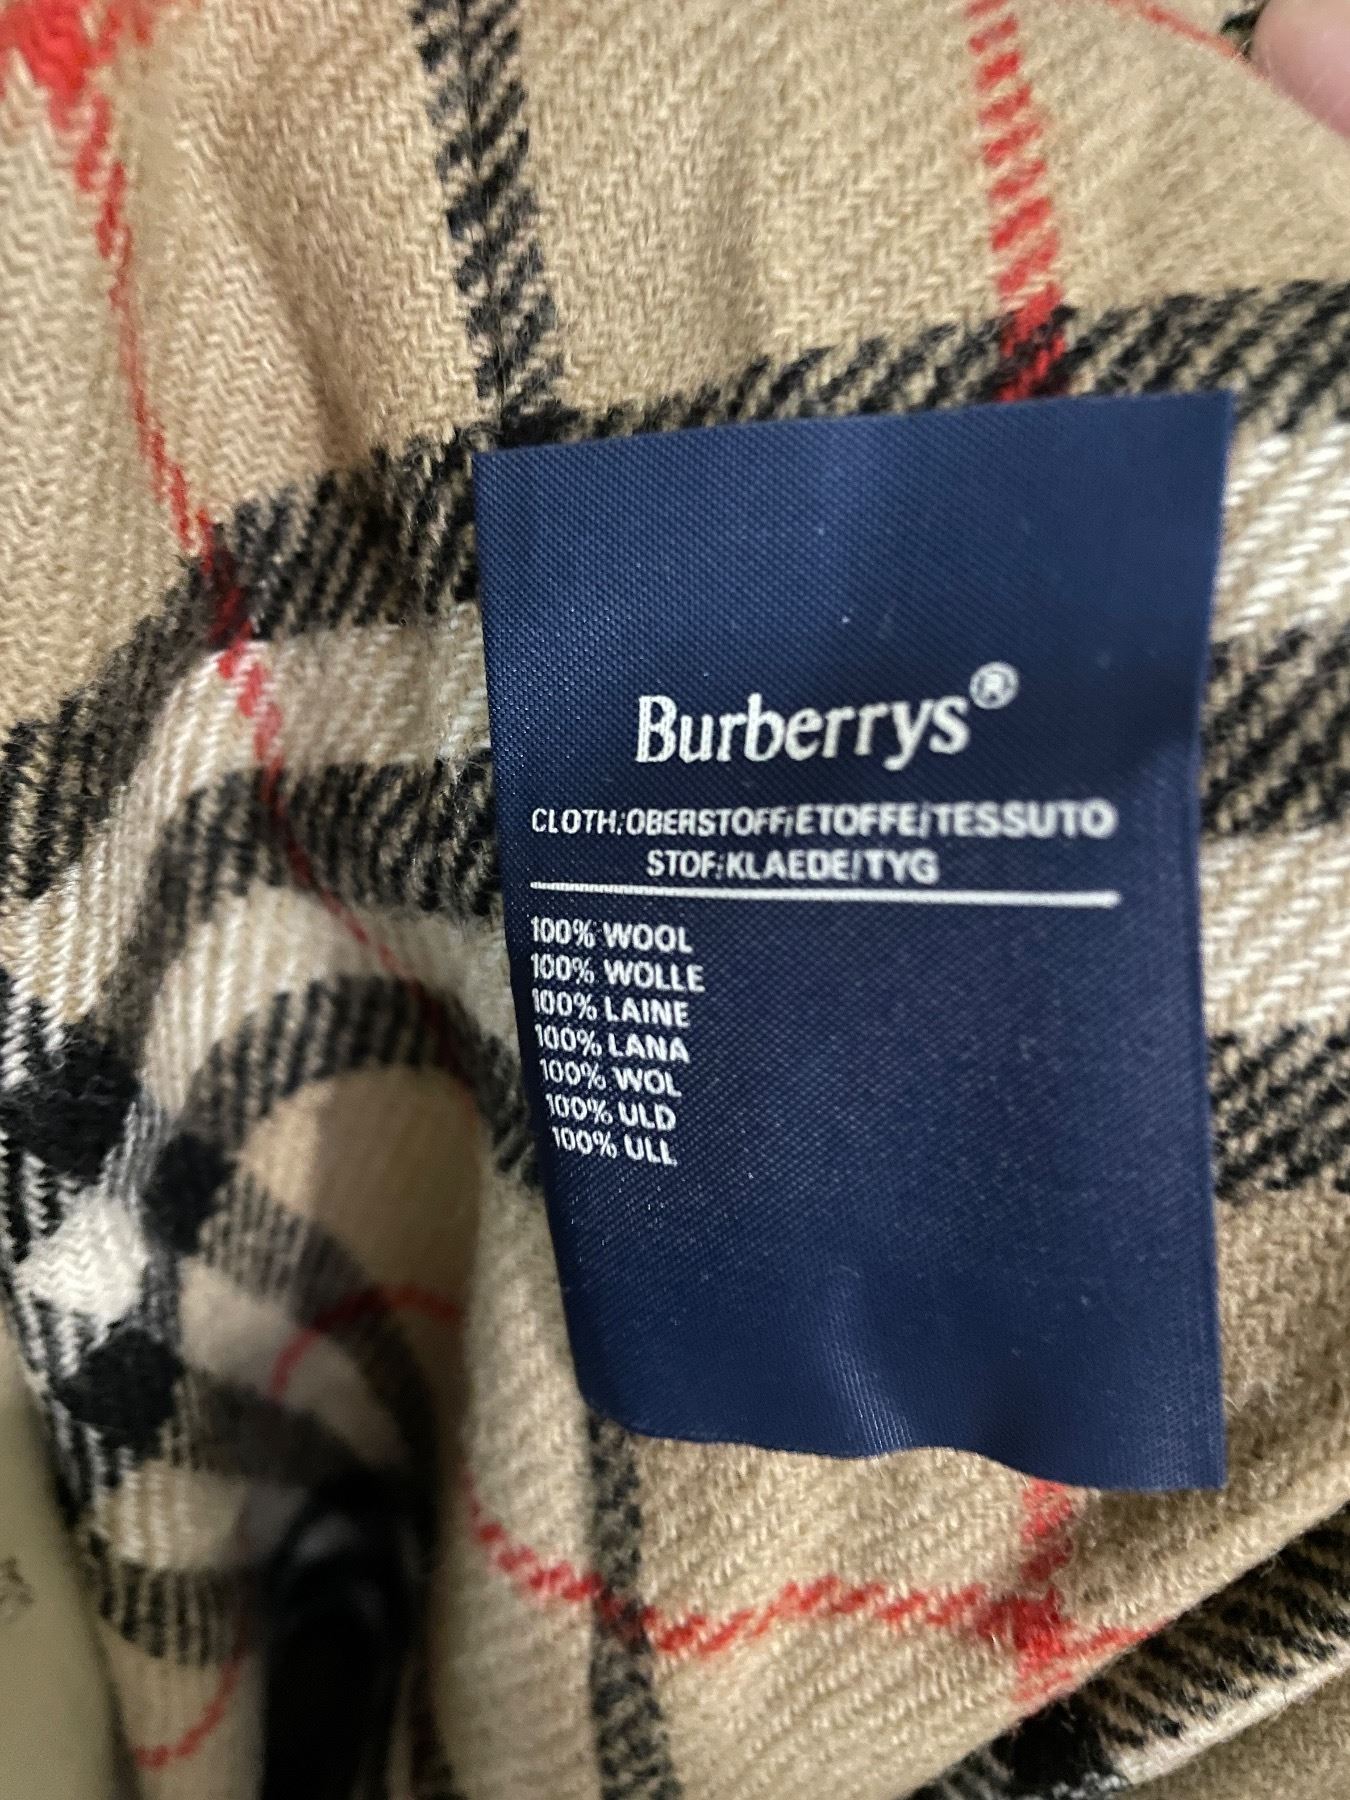 Burberrys®
CLOTH/OBERSTOFF/ETOFFE/TESSUTO
STOF/KLAEDE/TYG
100% WOOL
100% WOLLE
100% LAINE
100% LANA
100% WOL
100% ULD
100% ULL